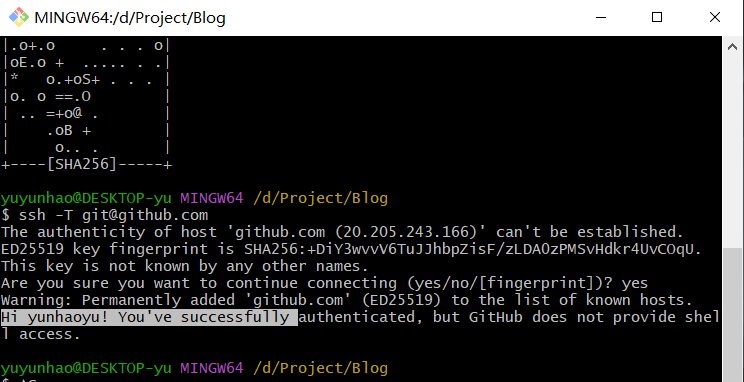 MINGW64:/d/Project/Blog
|.o+.o     . . . o|
|oE.o +  ..... . .|
|*   o.+oS+ . . . |
|o. o ==.O        |
| .. =+o@ .       |
|     .oB +       |
|      o.. .      |
+----[SHA256]-----+
yuyunhao@DESKTOP-yu MINGW64 /d/Project/Blog
$ ssh -T git@github.com
The authenticity of host 'github.com (20.205.243.166)' can't be established.
ED25519 key fingerprint is SHA256:+DiY3wvvV6TuJJhbpZisF/zLDA0zPMSvHdkr4UvCOqU.
This key is not known by any other names.
Are you sure you want to continue connecting (yes/no/[fingerprint])? yes
Warning: Permanently added 'github.com' (ED25519) to the list of known hosts.
Hi yunhaoyu! You've successfully authenticated, but GitHub does not provide shel
l access.
yuyunhao@DESKTOP-yu MINGW64 /d/Project/Blog